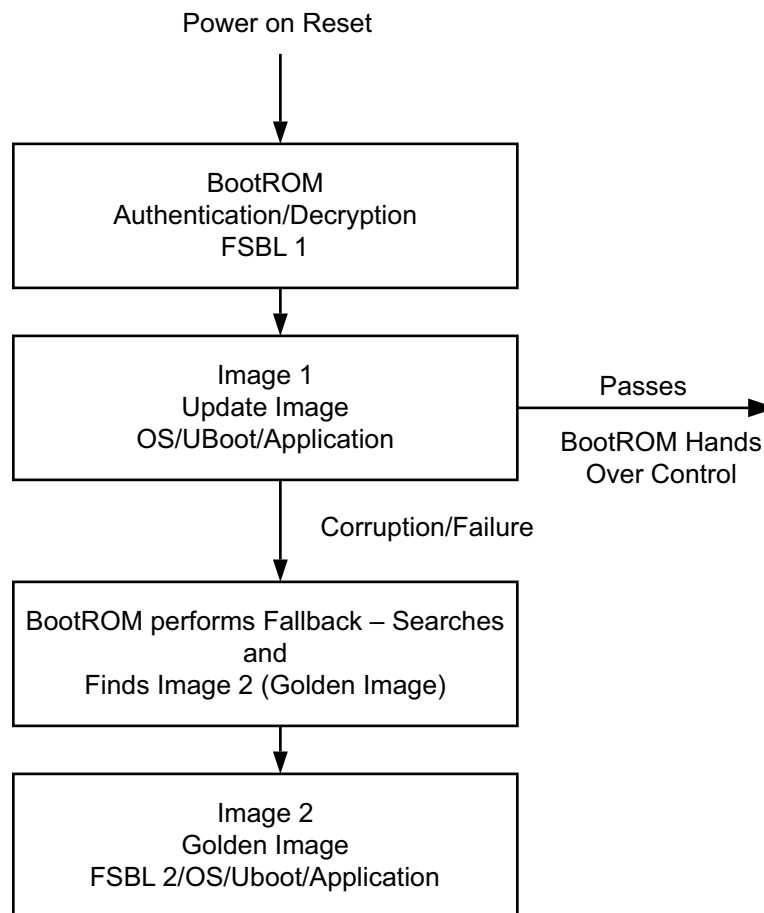 Power on Reset
BootROM
Authentication/Decryption
FSBL 1
Image 1
Update Image
OS/UBoot/Application
Passes
BootROM Hands
Over Control
Corruption/Failure
BootROM performs Fallback – Searches
and
Finds Image 2 (Golden Image)
Image 2
Golden Image
FSBL 2/OS/Uboot/Application